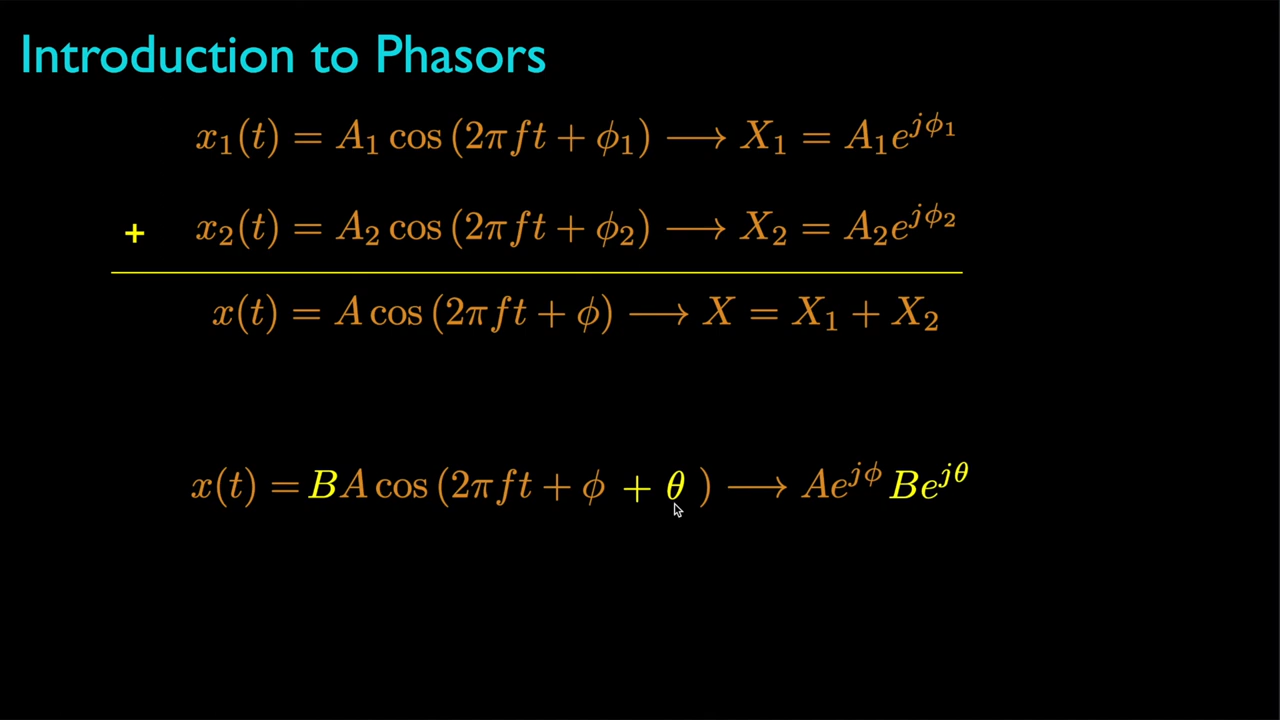 Introduction to Phasors
x₁(t) = A₁ cos (2πft + ϕ₁) ⟶ X₁ = A₁e^{jϕ₁}
+ x₂(t) = A₂ cos (2πft + ϕ₂) ⟶ X₂ = A₂e^{jϕ₂}
x(t) = A cos (2πft + ϕ) ⟶ X = X₁ + X₂
x(t) = BA cos (2πft + ϕ + θ ) ⟶ Ae^{jϕ} Be^{jθ}